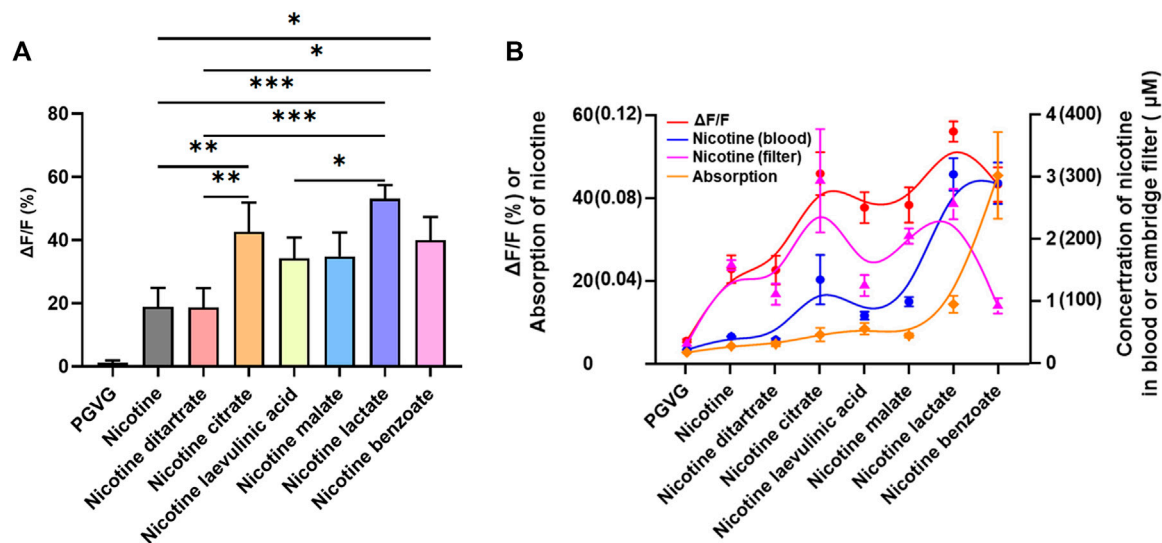 A
*
*
***
***
**
*
**
ΔF/F (%)
80
60
40
20
0
PGVG
Nicotine
Nicotine ditartrate
Nicotine citrate
Nicotine laevulinic acid
Nicotine malate
Nicotine lactate
Nicotine benzoate
B
ΔF/F (%) or
Absorption of nicotine
60(0.12)
40(0.08)
20(0.04)
0
ΔF/F
Nicotine (blood)
Nicotine (filter)
Absorption
4(400)
3(300)
2(200)
1(100)
0
Concertration of nicotine
in blood or cambridge filter ( μM)
PGVG
Nicotine
Nicotine ditartrate
Nicotine citrate
Nicotine laevulinic acid
Nicotine malate
Nicotine lactate
Nicotine benzoate